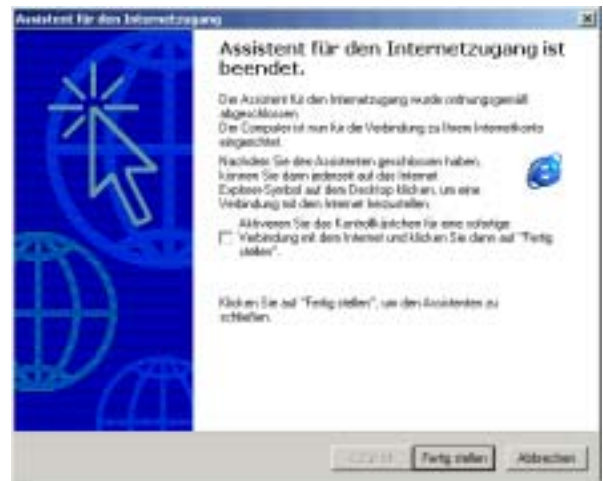 Assistent für den Internetzugang
Assistent für den Internetzugang ist
beendet.
Der Assistent für den Internetzugang wurde ordnungsgemäß
abgeschlossen.
Der Computer ist nun für die Verbindung zu Ihrem Internetkonto
eingerichtet.
Nachdem Sie den Assistenten geschlossen haben,
können Sie dann jederzeit auf das Internet
Explorer-Symbol auf dem Desktop klicken, um eine
Verbindung mit dem Internet herzustellen.
Aktivieren Sie das Kontrollkästchen für eine sofortige
Verbindung mit dem Internet und klicken Sie dann auf "Fertig
stellen".
Klicken Sie auf "Fertig stellen", um den Assistenten zu
schließen.
Fertig stellen
Abbrechen